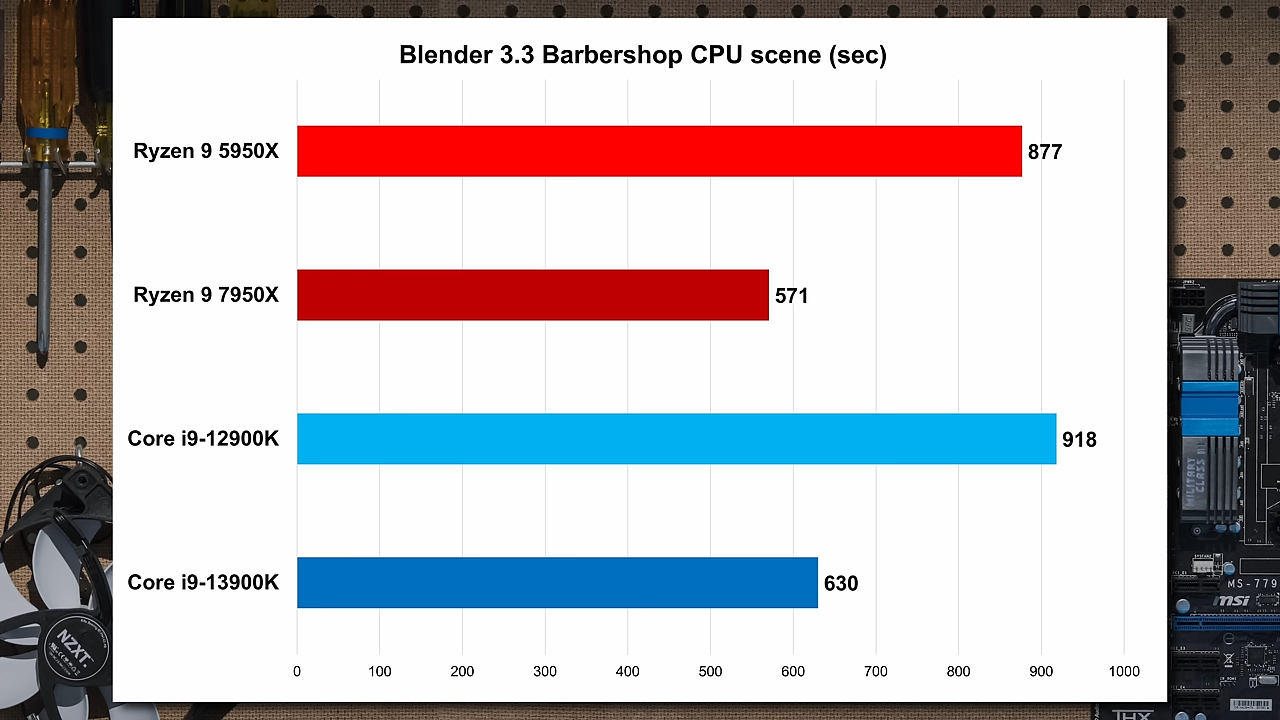 Blender 3.3 Barbershop CPU scene (sec)
Ryzen 9 5950X
877
Ryzen 9 7950X
571
Core i9-12900K
918
Core i9-13900K
630
0 100 200 300 400 500 600 700 800 900 1000
NZXT.
MILITARY
CLASS
MS-779
msi
THX